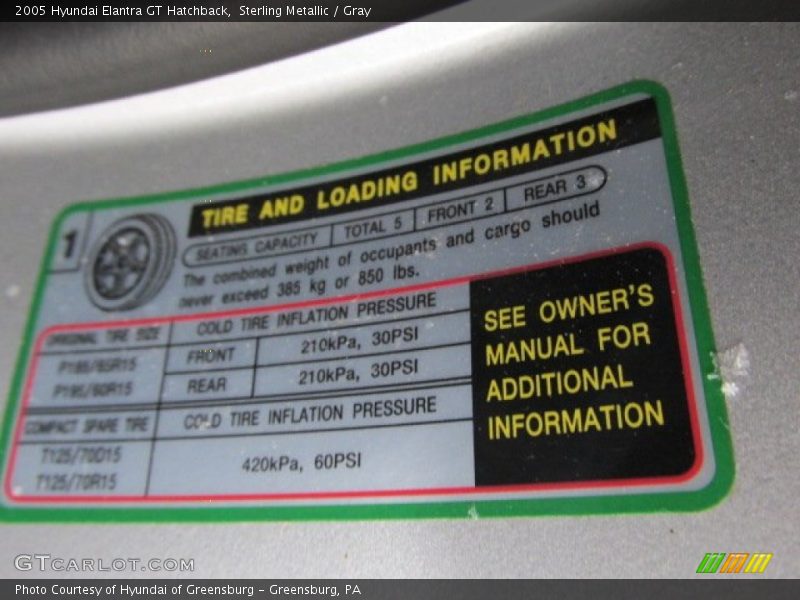 2005 Hyundai Elantra GT Hatchback,  Sterling Metallic / Gray
1
TIRE AND LOADING INFORMATION
SEATING CAPACITY TOTAL 5 FRONT 2 REAR 3
The combined weight of occupants and cargo should
never exceed 385 kg or 850 lbs.
ORIGINAL TIRE SIZE COLD TIRE INFLATION PRESSURE
P185/65R15
P195/60R15
FRONT 210kPa, 30PSI
REAR 210kPa, 30PSI
COMPACT SPARE TIRE COLD TIRE INFLATION PRESSURE
T125/70D15
T125/70R15
420kPa, 60PSI
SEE OWNER'S
MANUAL FOR
ADDITIONAL
INFORMATION
GTCARLOT.COM
Photo Courtesy of Hyundai of Greensburg – Greensburg, PA